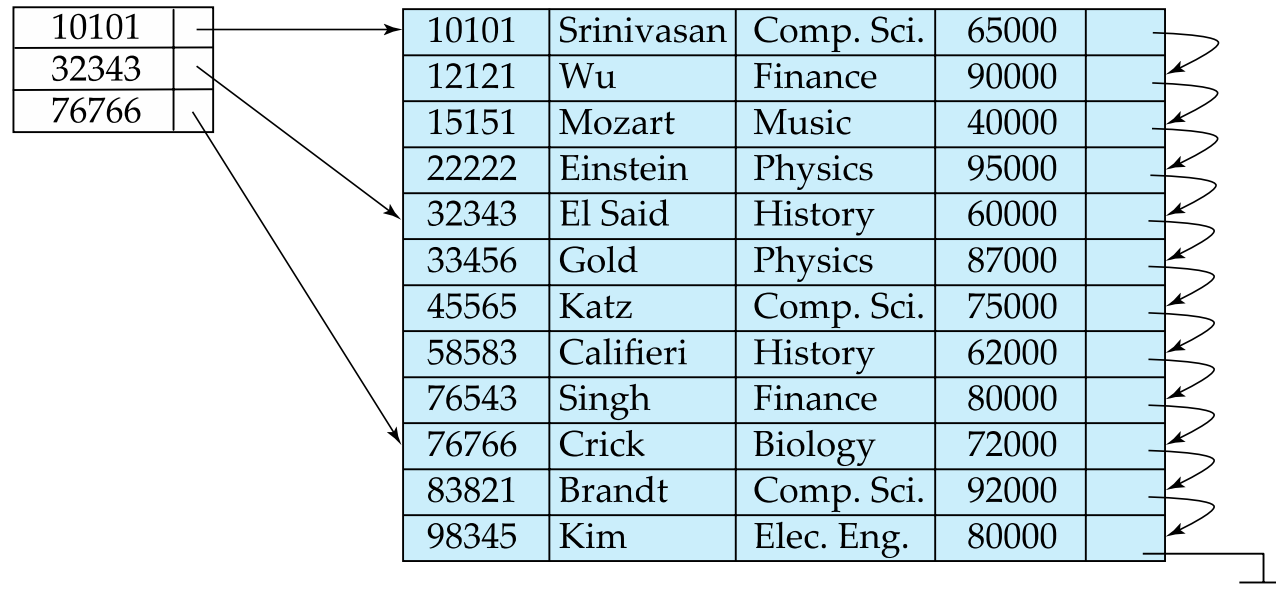 10101
32343
76766
10101 Srinivasan Comp. Sci. 65000
12121 Wu Finance 90000
15151 Mozart Music 40000
22222 Einstein Physics 95000
32343 El Said History 60000
33456 Gold Physics 87000
45565 Katz Comp. Sci. 75000
58583 Califieri History 62000
76543 Singh Finance 80000
76766 Crick Biology 72000
83821 Brandt Comp. Sci. 92000
98345 Kim Elec. Eng. 80000